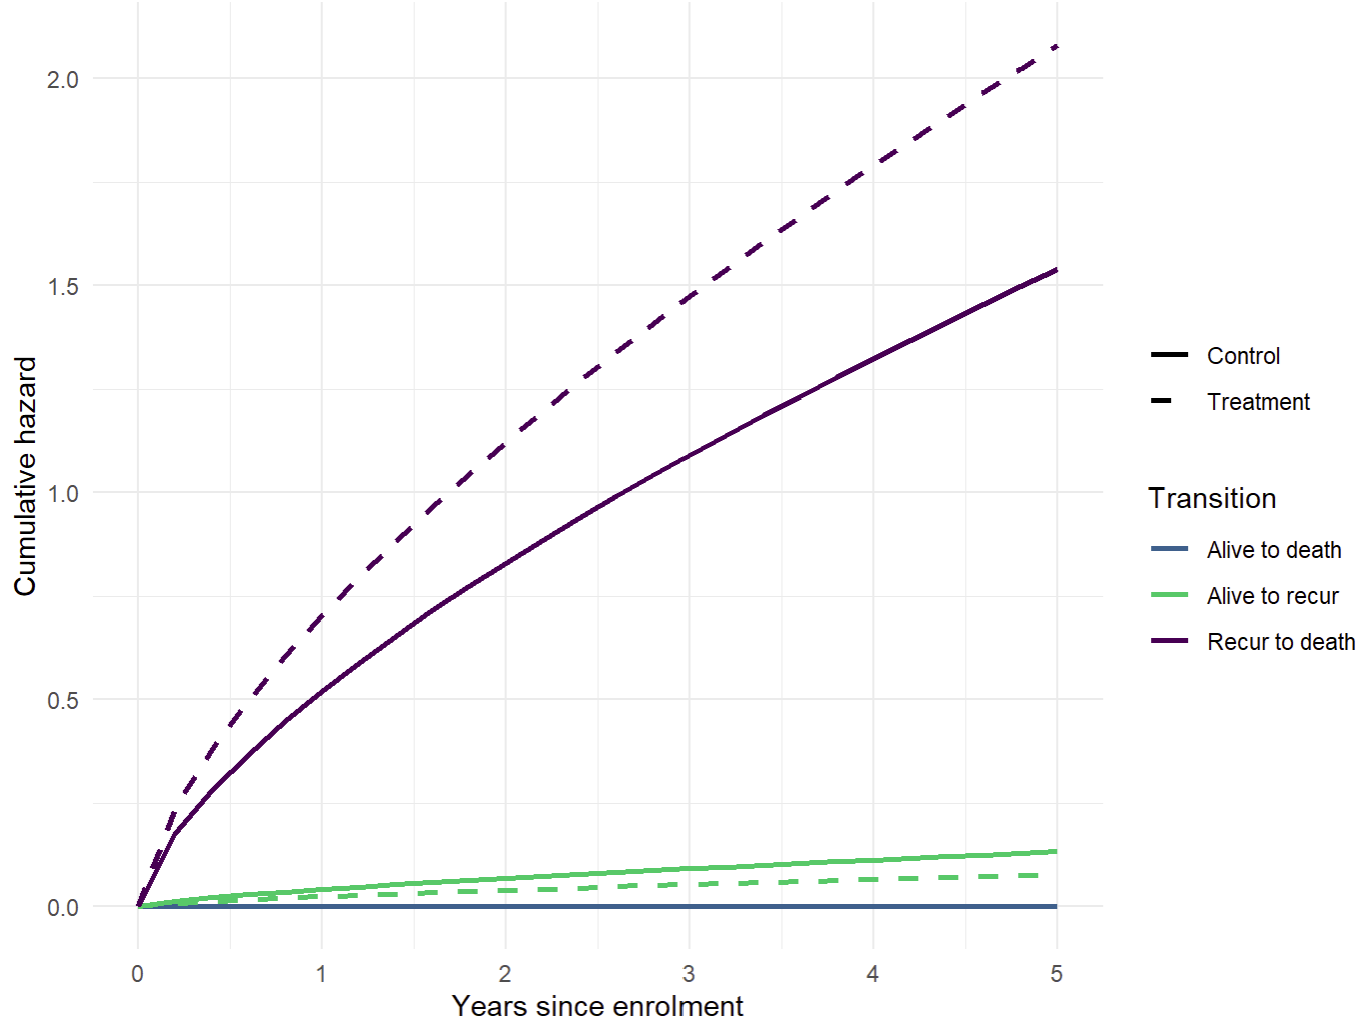 2.0
1.5
1.0
0.5
0.0
Cumulative hazard
0
1
2
3
4
5
Years since enrolment
Control
Treatment
Transition
Alive to death
Alive to recur
Recur to death